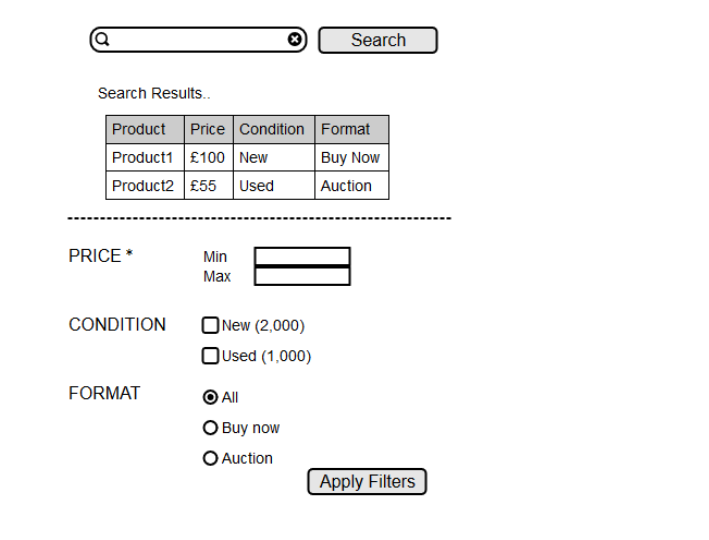 Search
Search Results..
Product Price Condition Format
Product1 £100 New Buy Now
Product2 £55 Used Auction
PRICE * Min
Max
CONDITION New (2,000)
Used (1,000)
FORMAT All
Buy now
Auction
Apply Filters